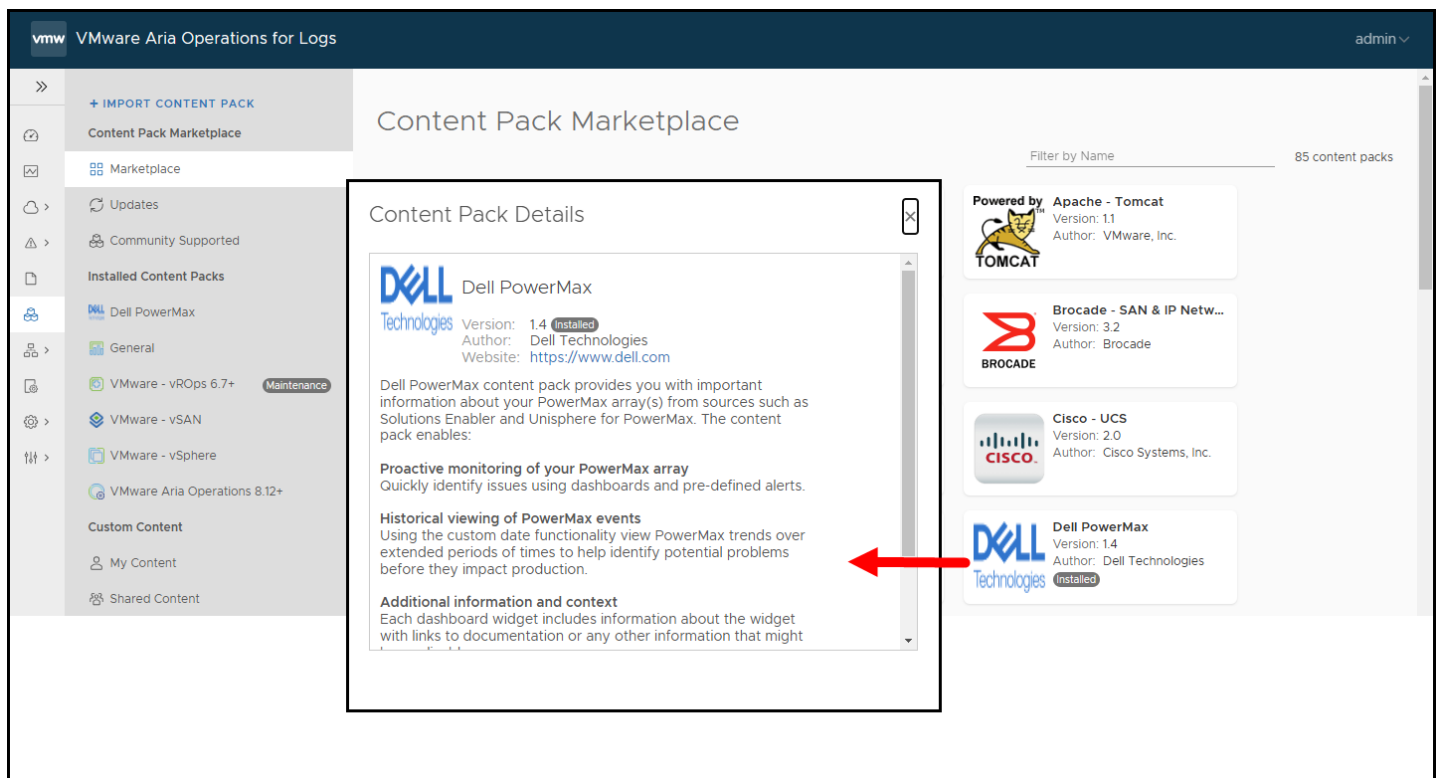 vmw VMware Aria Operations for Logs
admin
+ IMPORT CONTENT PACK
Content Pack Marketplace
Marketplace
Updates
Community Supported
Installed Content Packs
Dell PowerMax
General
VMware - vROps 6.7+ Maintenance
VMware - vSAN
VMware - vSphere
VMware Aria Operations 8.12+
Custom Content
My Content
Shared Content
Content Pack Marketplace
Filter by Name
85 content packs
Content Pack Details
DELL
Technologies
Dell PowerMax
Version: 1.4 Installed
Author: Dell Technologies
Website: https://www.dell.com
Dell PowerMax content pack provides you with important
information about your PowerMax array(s) from sources such as
Solutions Enabler and Unisphere for PowerMax. The content
pack enables:
Proactive monitoring of your PowerMax array
Quickly identify issues using dashboards and pre-defined alerts.
Historical viewing of PowerMax events
Using the custom date functionality view PowerMax trends over
extended periods of times to help identify potential problems
before they impact production.
Additional information and context
Each dashboard widget includes information about the widget
with links to documentation or any other information that might
Powered by
TM
TOMCAT
Apache - Tomcat
Version: 1.1
Author: VMware, Inc.
BROCADE
Brocade - SAN & IP Netw...
Version: 3.2
Author: Brocade
CISCO
Cisco - UCS
Version: 2.0
Author: Cisco Systems, Inc.
DELL
Technologies
Dell PowerMax
Version: 1.4
Author: Dell Technologies
Installed